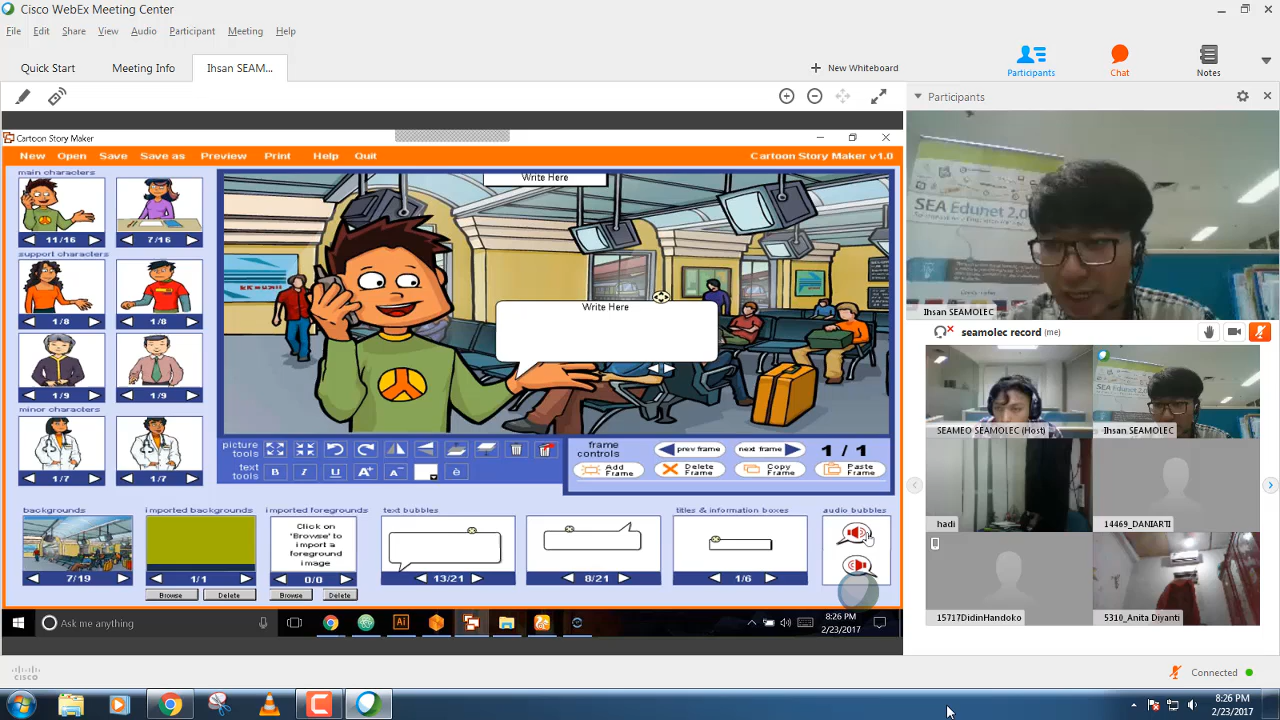 Cisco WebEx Meeting Center
File Edit Share View Audio Participant Meeting Help
Quick Start Meeting Info Ihsan SEAM...
New Whiteboard
Participants Chat Notes
Cartoon Story Maker
New Open Save Save as Preview Print Help Quit
Cartoon Story Maker v1.0
main characters
11/16 7/16
support characters
1/8 1/8
1/9 1/9
minor characters
1/7 1/7
Write Here
Write Here
picture tools
text tools
B I U A+ A- è
frame controls
prev frame next frame 1 / 1
Add Frame Delete Frame Copy Frame Paste Frame
backgrounds imported backgrounds imported foregrounds text bubbles titles & information boxes audio bubbles
Click on 'Browse' to import a foreground image
7/19 1/1 0/0 13/21 8/21 1/6
Browse Delete Browse Delete
Ask me anything
8:26 PM
2/23/2017
Participants
SEA Edunet 2.0
Ihsan SEAMOLEC
seamolec record (me)
SEAMEO SEAMOLEC (Host) Ihsan SEAMOLEC
hadi 14469_DANIARTI
15717DidinHandoko 5310_Anita Diyanti
cisco
Connected
8:26 PM
2/23/2017